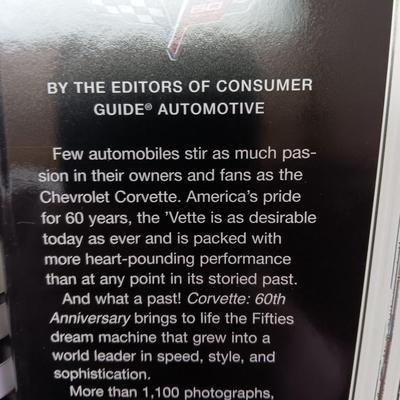 60
BY THE EDITORS OF CONSUMER
GUIDE® AUTOMOTIVE
Few automobiles stir as much pas-
sion in their owners and fans as the
Chevrolet Corvette. America's pride
for 60 years, the 'Vette is as desirable
today as ever and is packed with
more heart-pounding performance
than at any point in its storied past.
And what a past! Corvette: 60th
Anniversary brings to life the Fifties
dream machine that grew into a
world leader in speed, style, and
sophistication.
More than 1,100 photographs,